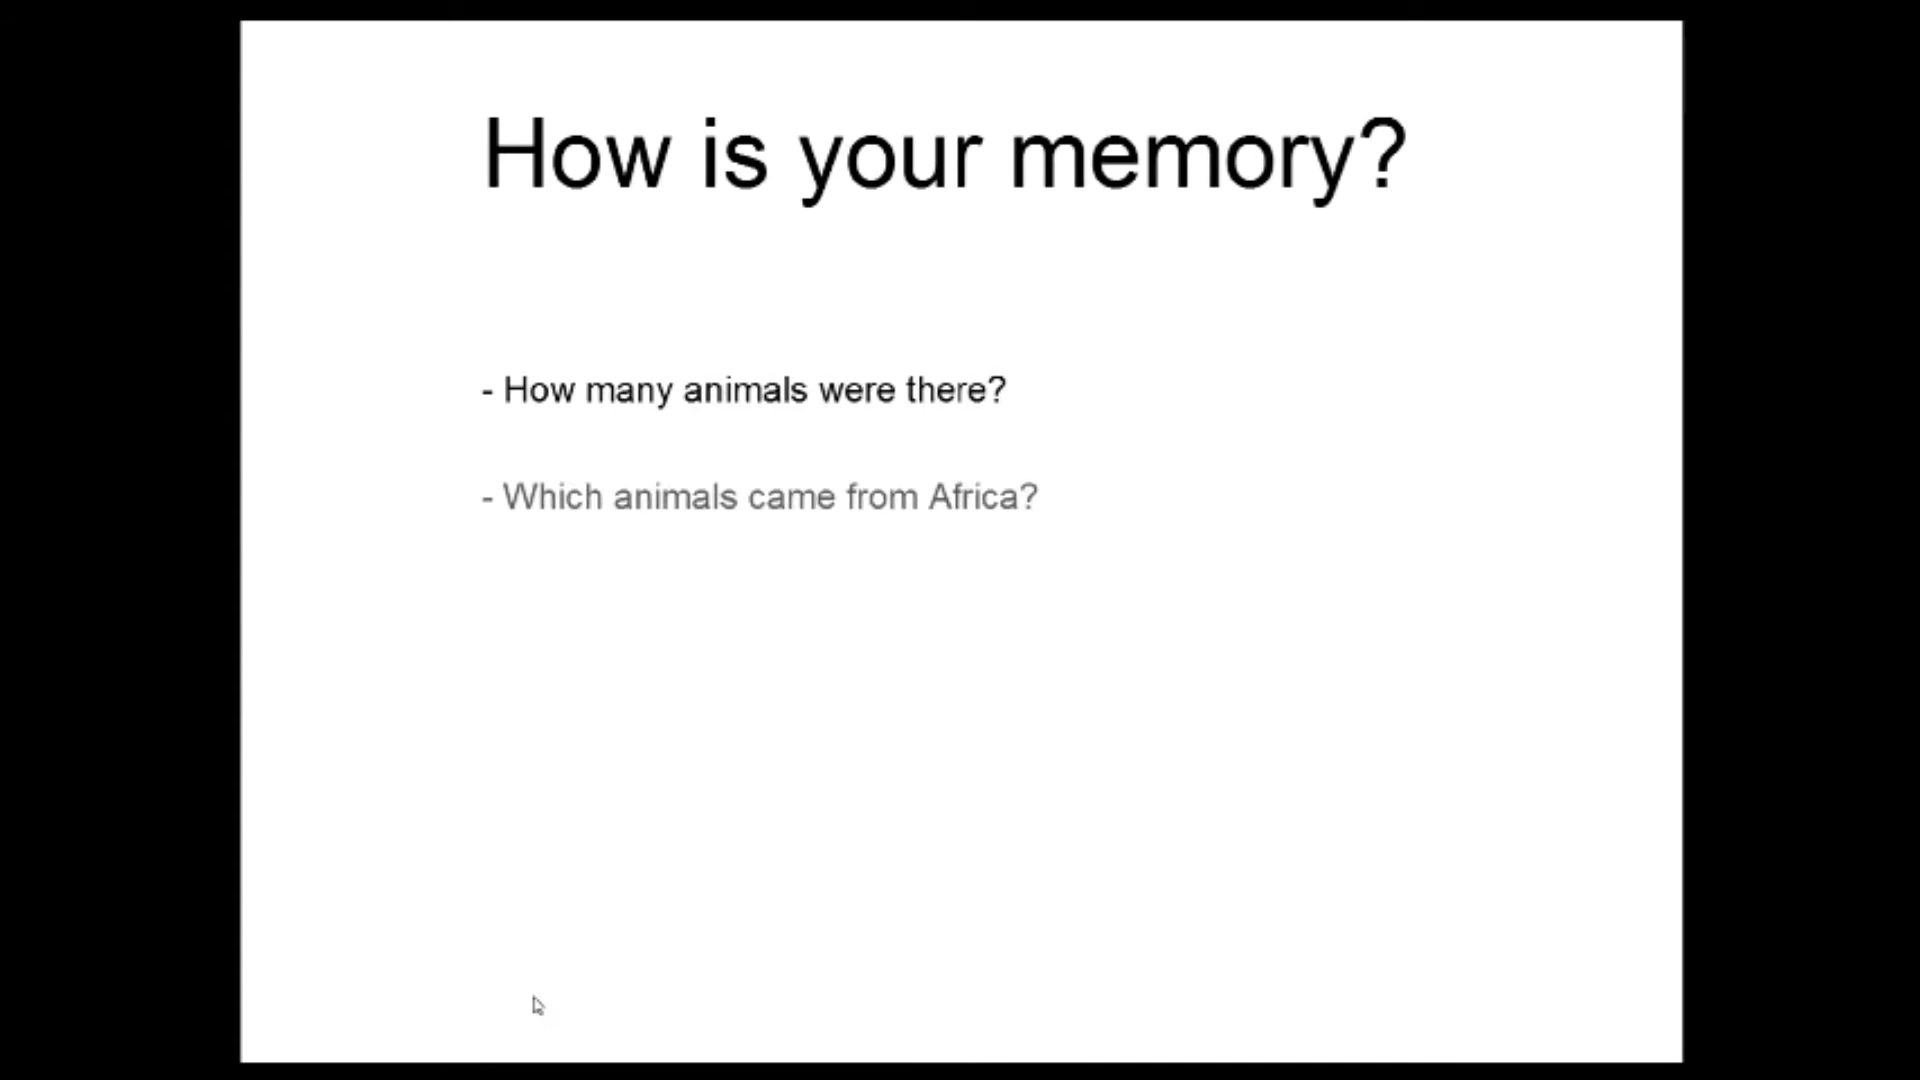 How is your memory?
- How many animals were there?
- Which animals came from Africa?